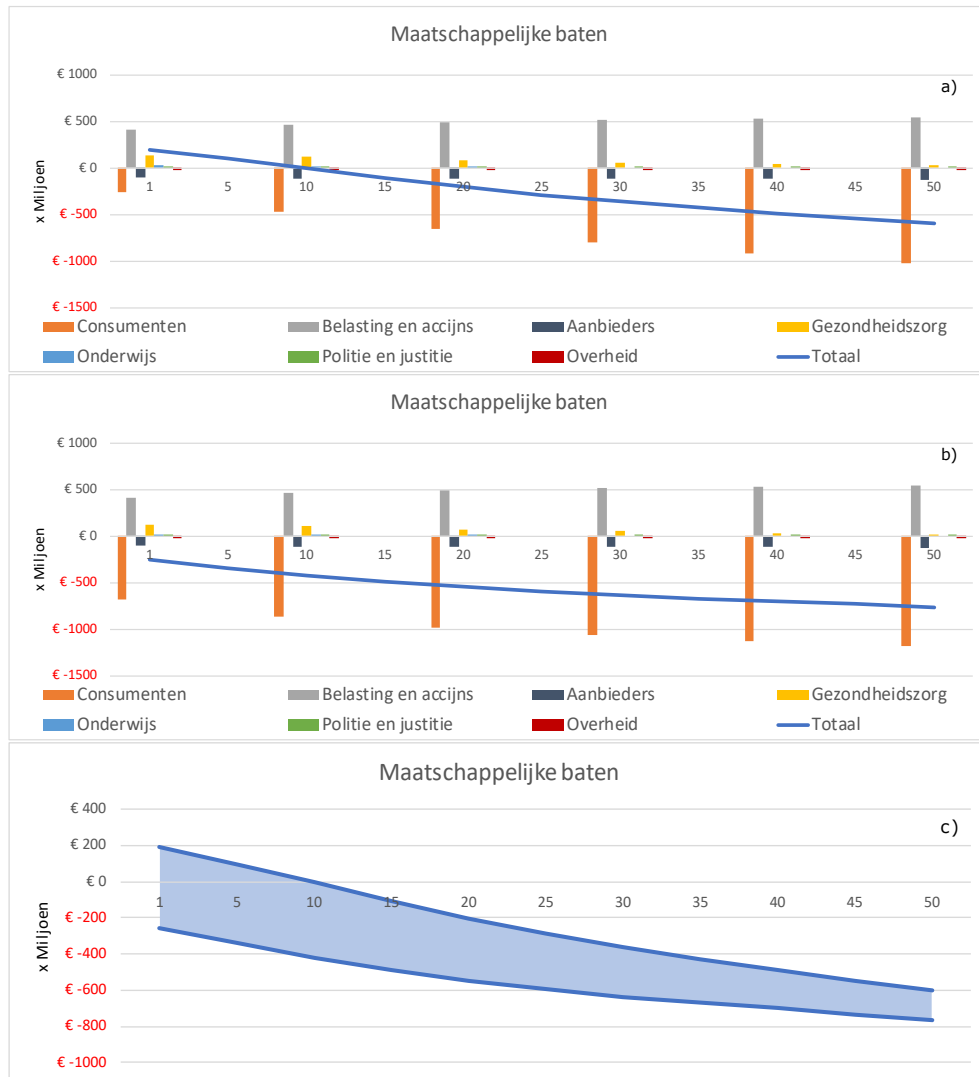 Maatschappelijke baten
a)
€ 1000
€ 500
€ 0
€ -500
€ -1000
€ -1500
x Miljoen
1 5 10 15 20 25 30 35 40 45 50
Consumenten Belasting en accijns Aanbieders Gezondheidszorg
Onderwijs Politie en justitie Overheid Totaal
Maatschappelijke baten
b)
€ 1000
€ 500
€ 0
€ -500
€ -1000
€ -1500
x Miljoen
1 5 10 15 20 25 30 35 40 45 50
Consumenten Belasting en accijns Aanbieders Gezondheidszorg
Onderwijs Politie en justitie Overheid Totaal
Maatschappelijke baten
c)
€ 400
€ 200
€ 0
€ -200
€ -400
€ -600
€ -800
€ -1000
x Miljoen
1 5 10 15 20 25 30 35 40 45 50